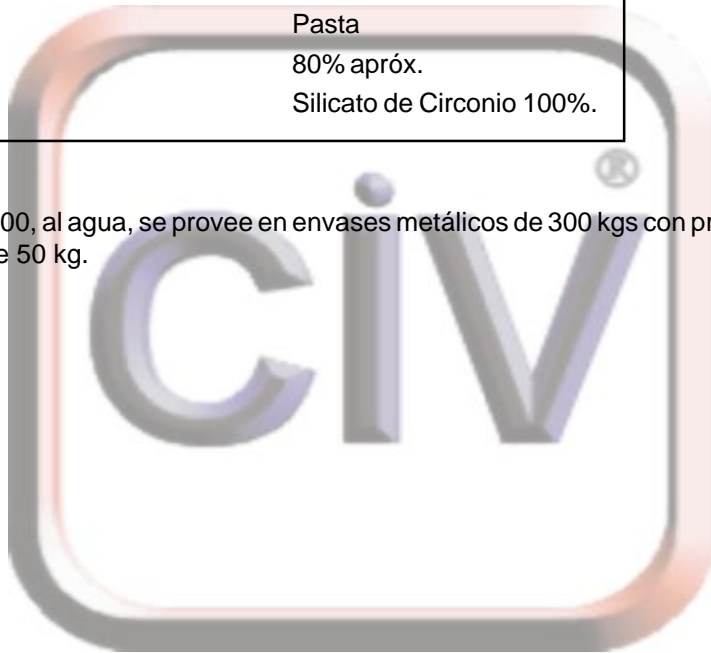 Pasta
80% apróx.
Silicato de Circonio 100%.
00, al agua, se provee en envases metálicos de 300 kgs con pr
e 50 kg.
civ®